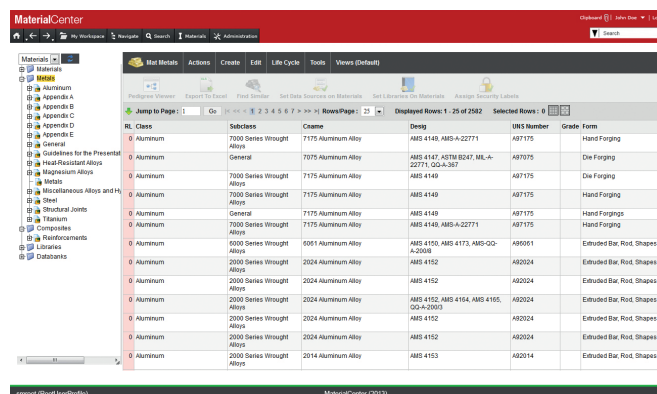 MaterialCenter
Clipboard John Doe
My Workspace Navigate Search Materials Administration
Search
Materials
Materials
Metals
Aluminum
Appendix A
Appendix B
Appendix C
Appendix D
Appendix E
General
Guidelines for the Presentat
Heat-Resistant Alloys
Magnesium Alloys
Metals
Miscellaneous Alloys and Hy
Steel
Structural Joints
Titanium
Composites
Reinforcements
Libraries
Databanks
Mat Metals Actions Create Edit Life Cycle Tools Views (Default)
Pedigree Viewer Export To Excel Find Similar Set Data Sources on Materials Set Libraries On Materials Assign Security Labels
Jump to Page: 1 Go |< << < 1 2 3 4 5 6 7 > >> >| Rows/Page: 25 Displayed Rows: 1 - 25 of 2582 Selected Rows: 0
RL Class Subclass Cname Desig UNS Number Grade Form
0 Aluminum 7000 Series Wrought Alloys 7175 Aluminum Alloy AMS 4149, AMS-A-22771 A97175 Hand Forging
0 Aluminum General 7075 Aluminum Alloy AMS 4147, ASTM B247, MIL-A-22771, QQ-A-367 A97075 Die Forging
0 Aluminum 7000 Series Wrought Alloys 7175 Aluminum Alloy AMS 4149 A97175 Die Forging
0 Aluminum 7000 Series Wrought Alloys 7175 Aluminum Alloy AMS 4149 A97175 Hand Forging
0 Aluminum General 7175 Aluminum Alloy AMS 4149 A97175 Hand Forgings
0 Aluminum 7000 Series Wrought Alloys 7175 Aluminum Alloy AMS 4149, AMS-A-22771 A97175 Hand Forging
0 Aluminum 6000 Series Wrought Alloys 6061 Aluminum Alloy AMS 4150, AMS 4173, AMS-QQ-A-200/8 A96061 Extruded Bar, Rod, Shapes
0 Aluminum 2000 Series Wrought Alloys 2024 Aluminum Alloy AMS 4152 A92024 Extruded Bar, Rod, Shapes
0 Aluminum 2000 Series Wrought Alloys 2024 Aluminum Alloy AMS 4152 A92024 Extruded Bar, Rod, Shapes
0 Aluminum 2000 Series Wrought Alloys 2024 Aluminum Alloy AMS 4152, AMS 4164, AMS 4165, QQ-A-200/3 A92024 Extruded Bar, Rod, Shapes
0 Aluminum 2000 Series Wrought Alloys 2024 Aluminum Alloy AMS 4152 A92024 Extruded Bar, Rod, Shapes
0 Aluminum 2000 Series Wrought Alloys 2024 Aluminum Alloy AMS 4152 A92024 Extruded Bar, Rod, Shapes
0 Aluminum 2000 Series Wrought Alloys 2014 Aluminum Alloy AMS 4153 A92014 Extruded Bar, Rod, Shapes
MaterialCenter (2013)